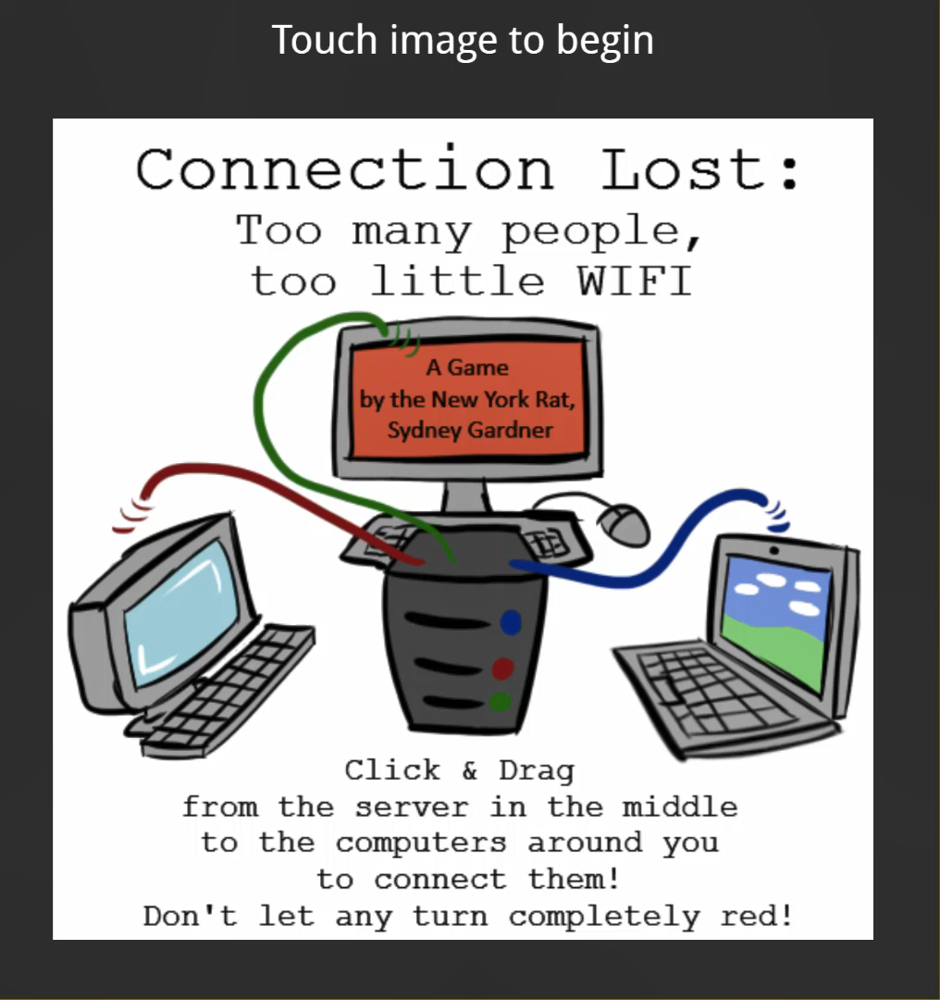 Touch image to begin
Connection Lost:
Too many people,
too little WIFI
A Game
by the New York Rat,
Sydney Gardner
Click & Drag
from the server in the middle
to the computers around you
to connect them!
Don't let any turn completely red!